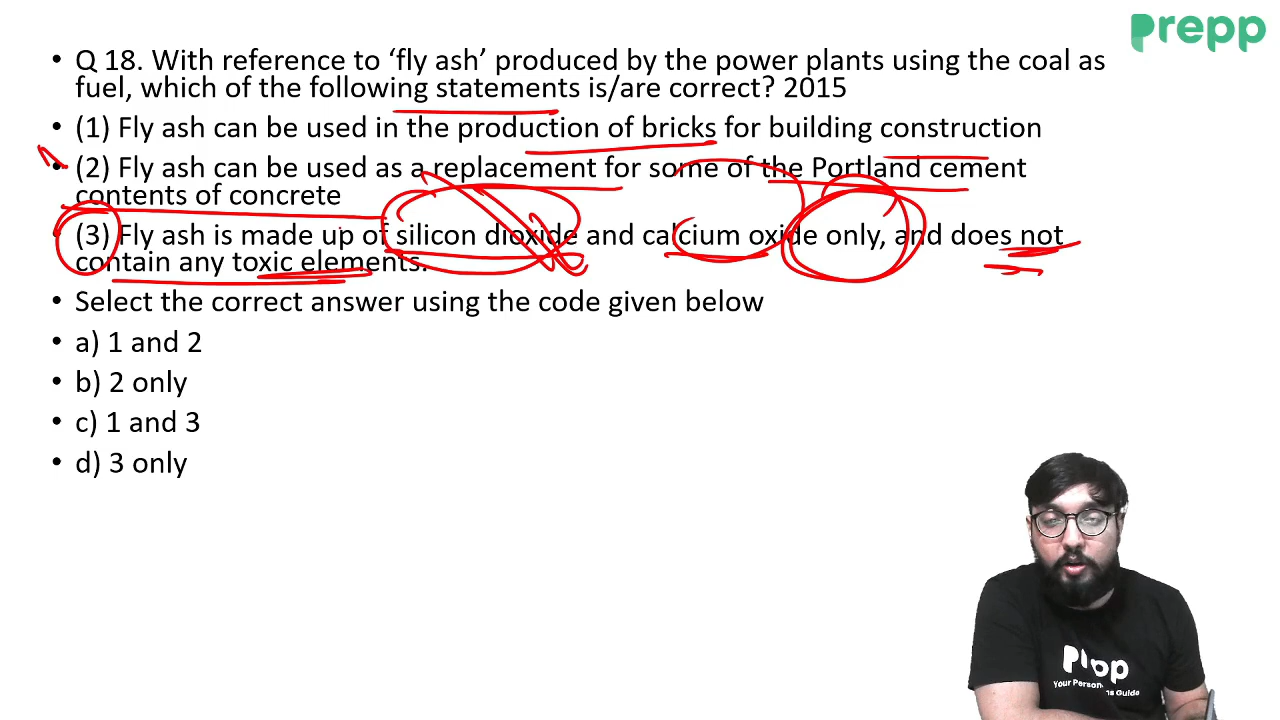 prepp
• Q 18. With reference to ‘fly ash’ produced by the power plants using the coal as
fuel, which of the following statements is/are correct? 2015
• (1) Fly ash can be used in the production of bricks for building construction
• (2) Fly ash can be used as a replacement for some of the Portland cement
contents of concrete
(3) Fly ash is made up of silicon dioxide and calcium oxide only, and does not
contain any toxic elements.
• Select the correct answer using the code given below
• a) 1 and 2
• b) 2 only
• c) 1 and 3
• d) 3 only
Your Guide